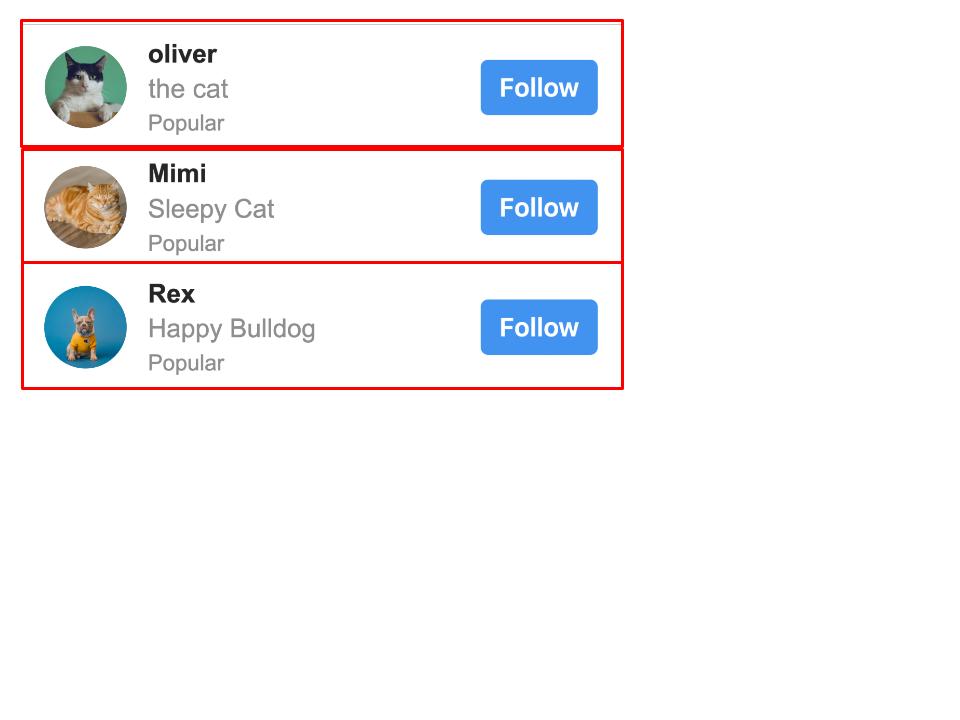 oliver
the cat
Popular
Follow
Mimi
Sleepy Cat
Popular
Follow
Rex
Happy Bulldog
Popular
Follow